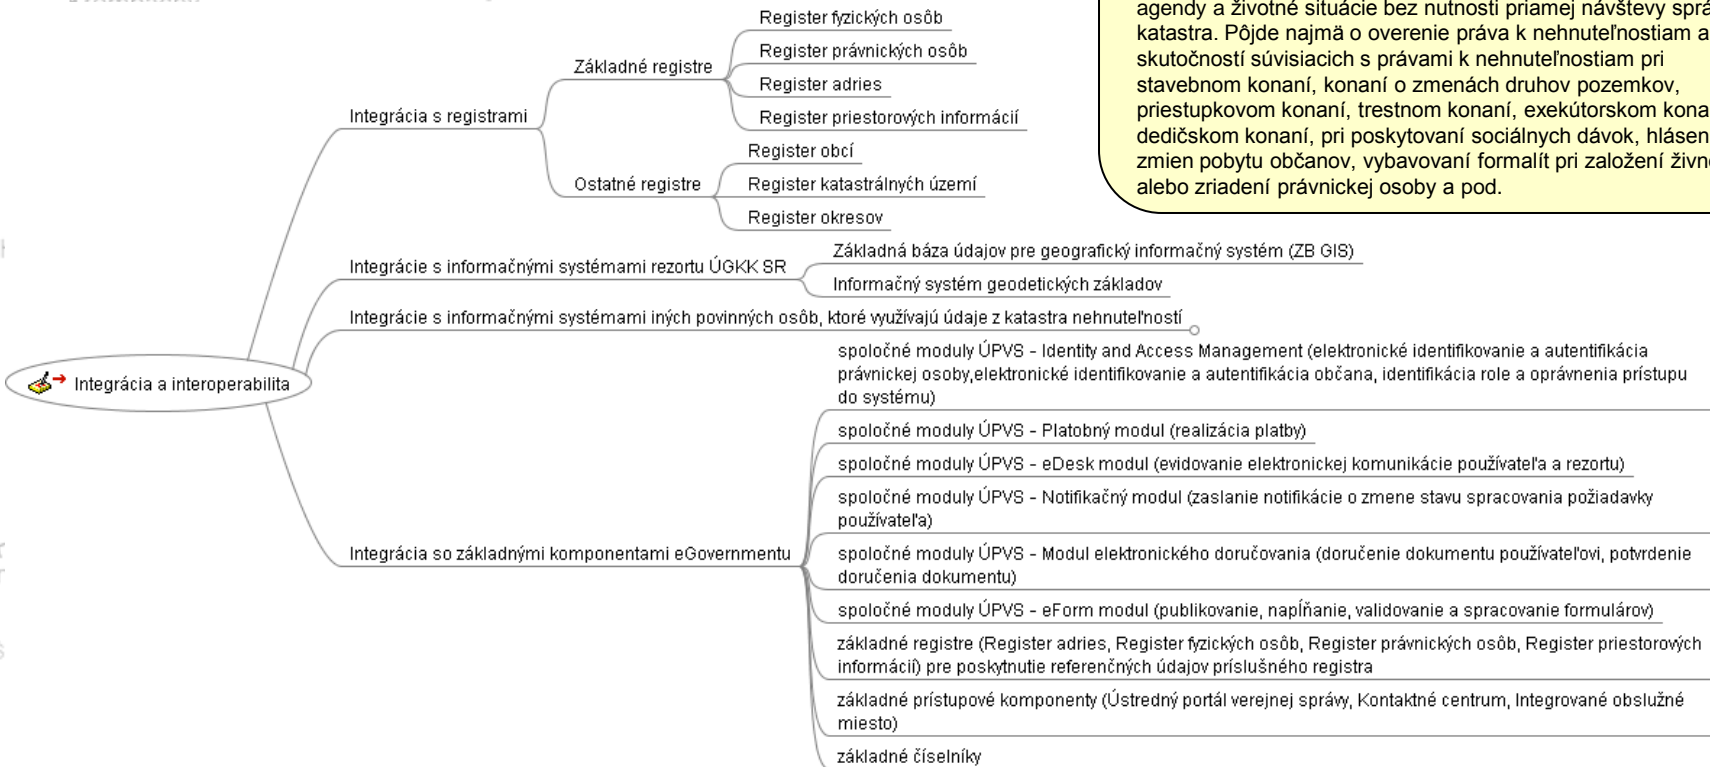 agendy a životné situácie bez nutnosti priamej návštevy
katastra. Pôjde najmä o overenie práva k nehnuteľnostiam a
skutočností súvisiacich s právami k nehnuteľnostiam pri
stavebnom konaní, konaní o zmenách druhov pozemkov,
priestupkovom konaní, trestnom konaní, exekútorskom
dedičskom konaní, pri poskytovaní sociálnych dávok,
zmien pobytu občanov, vybavovaní formalít pri založení
alebo zriadení právnickej osoby a pod.
Integrácia a interoperabilita
Integrácia s registrami
Základné registre
Register fyzických osôb
Register právnických osôb
Register adries
Register priestorových informácií
Ostatné registre
Register obcí
Register katastrálnych území
Register okresov
Integrácie s informačnými systémami rezortu ÚGKK SR
Základná báza údajov pre geografický informačný systém (ZB GIS)
Informačný systém geodetických základov
Integrácie s informačnými systémami iných povinných osôb, ktoré využívajú údaje z katastra nehnuteľností
Integrácia so základnými komponentami eGovernmentu
spoločné moduly ÚPVS - Identity and Access Management (elektronické identifikovanie a autentifikácia
právnickej osoby,elektronické identifikovanie a autentifikácia občana, identifikácia role a oprávnenia prístupu
do systému)
spoločné moduly ÚPVS - Platobný modul (realizácia platby)
spoločné moduly ÚPVS - eDesk modul (evidovanie elektronickej komunikácie používateľa a rezortu)
spoločné moduly ÚPVS - Notifikačný modul (zaslanie notifikácie o zmene stavu spracovania požiadavky
používateľa)
spoločné moduly ÚPVS - Modul elektronického doručovania (doručenie dokumentu používateľovi, potvrdenie
doručenia dokumentu)
spoločné moduly ÚPVS - eForm modul (publikovanie, napĺňanie, validovanie a spracovanie formulárov)
základné registre (Register adries, Register fyzických osôb, Register právnických osôb, Register priestorových
informácií) pre poskytnutie referenčných údajov príslušného registra
základné prístupové komponenty (Ústredný portál verejnej správy, Kontaktné centrum, Integrované obslužné
miesto)
základné číselníky